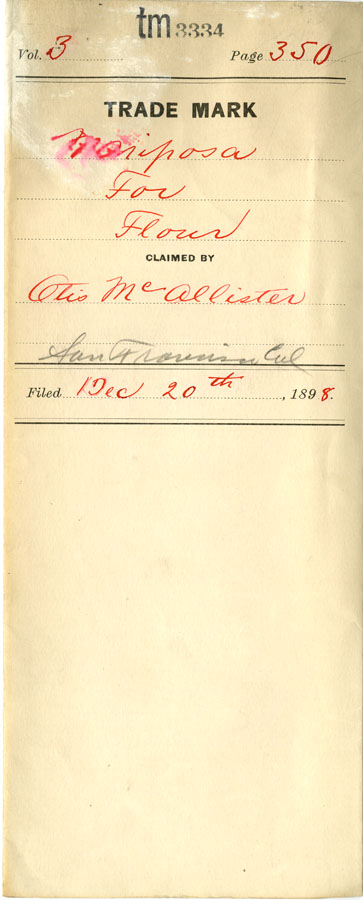 tm 3334
Vol. 3 Page 350
TRADE MARK
Mariposa
For
Flour
CLAIMED BY
Otis McAllister
San Francisco Cal
Filed Dec 20th, 1898.